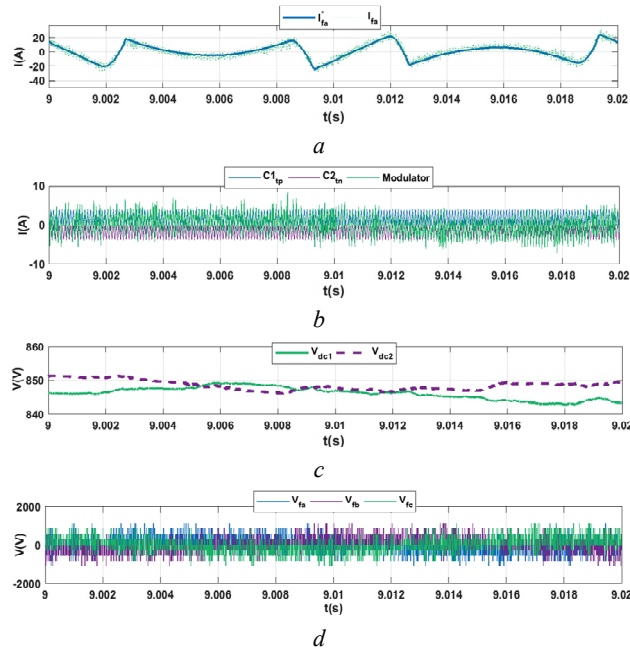 I*fa Ifa
I(A)
20
0
-20
-40
9 9.002 9.004 9.006 9.008 9.01 9.012 9.014 9.016 9.018 9.02
t(s)
a
C1tp C2tn Modulator
I(A)
10
0
-10
9 9.002 9.004 9.006 9.008 9.01 9.012 9.014 9.016 9.018 9.02
t(s)
b
Vdc1 Vdc2
V(V)
860
850
840
9 9.002 9.004 9.006 9.008 9.01 9.012 9.014 9.016 9.018 9.02
t(s)
c
Vfa Vfb Vfc
V(V)
2000
0
-2000
9 9.002 9.004 9.006 9.008 9.01 9.012 9.014 9.016 9.018 9.02
t(s)
d